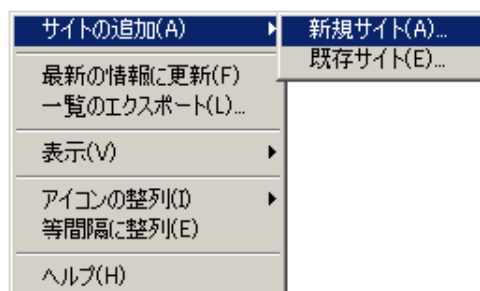 サイトの追加(A)
新規サイト(A)...
既存サイト(E)...
最新の情報に更新(F)
一覧のエクスポート(L)...
表示(V)
アイコンの整列(I)
等間隔に整列(E)
ヘルプ(H)